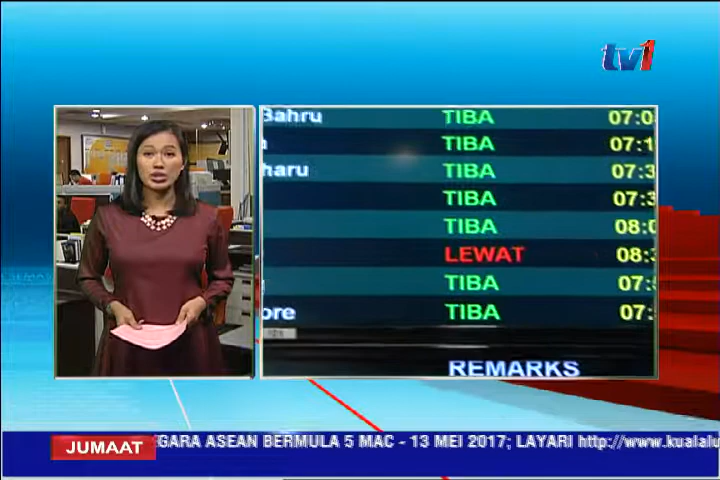 tv1
Bahru TIBA 07:0
TIBA 07:1
haru TIBA 07:3
TIBA 07:3
TIBA 08:0
LEWAT 08:3
TIBA 07:
ore TIBA 07:
REMARKS
JUMAAT EGARA ASEAN BERMULA 5 MAC - 13 MEI 2017; LAYARI http://www.kualalu